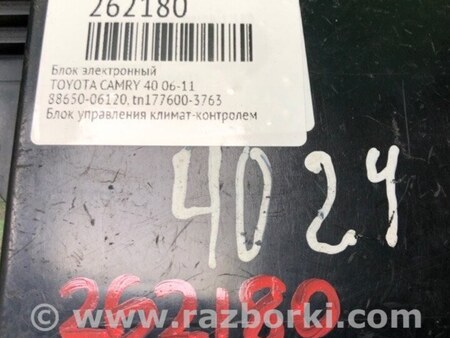 262180
Блок электронный
TOYOTA CAMRY 40 06-11
88650-06120, tn177600-3763
Блок управления климат-контролем
40 24
262180
© www.razborki.com